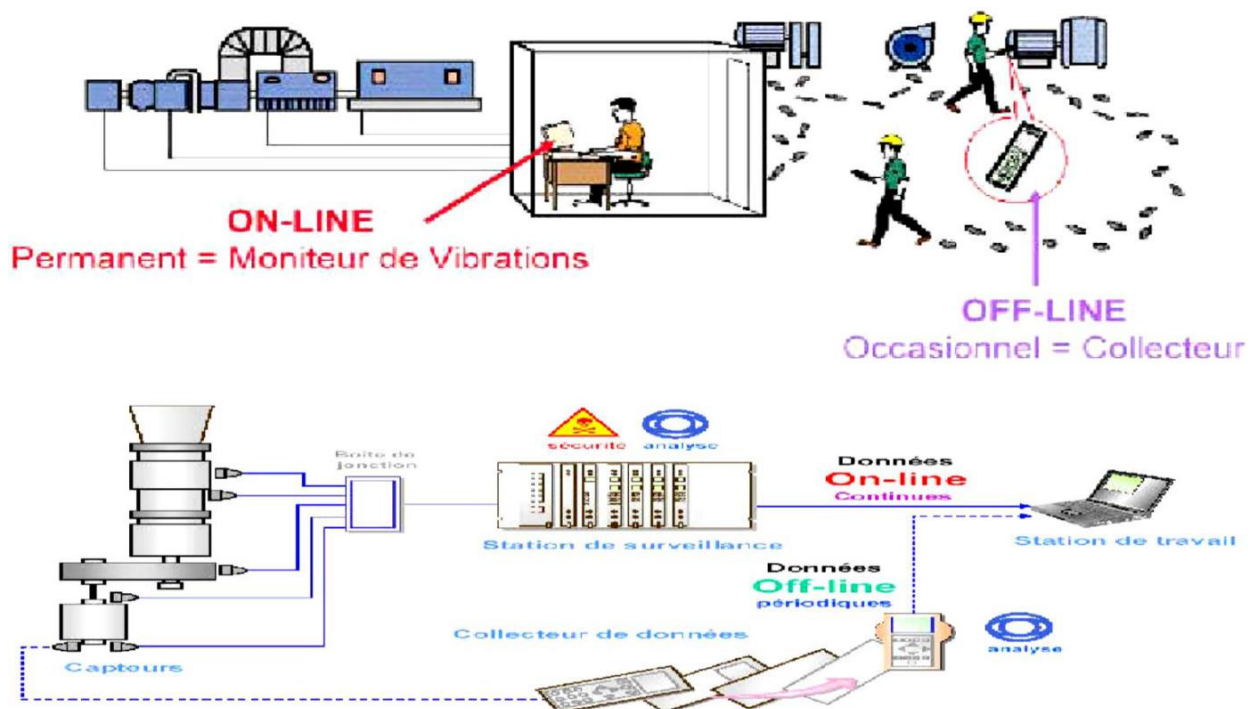 ON-LINE
Permanent = Moniteur de Vibrations
OFF-LINE
Occasionnel = Collecteur
sécurité
analyse
Boîte de
jonction
Données
On-line
Continues
Station de surveillance
Station de travail
Données
Off-line
périodiques
Collecteur de données
analyse
Capteurs